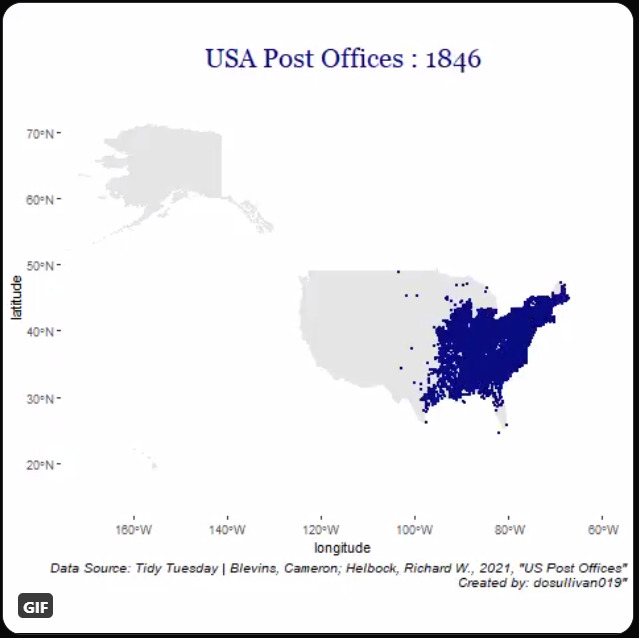 USA Post Offices : 1846
70°N
60°N
50°N
latitude
40°N
30°N
20°N
160°W 140°W 120°W 100°W 80°W 60°W
longitude
Data Source: Tidy Tuesday | Blevins, Cameron; Helbock, Richard W., 2021, "US Post Offices"
Created by: dosullivan019"
GIF